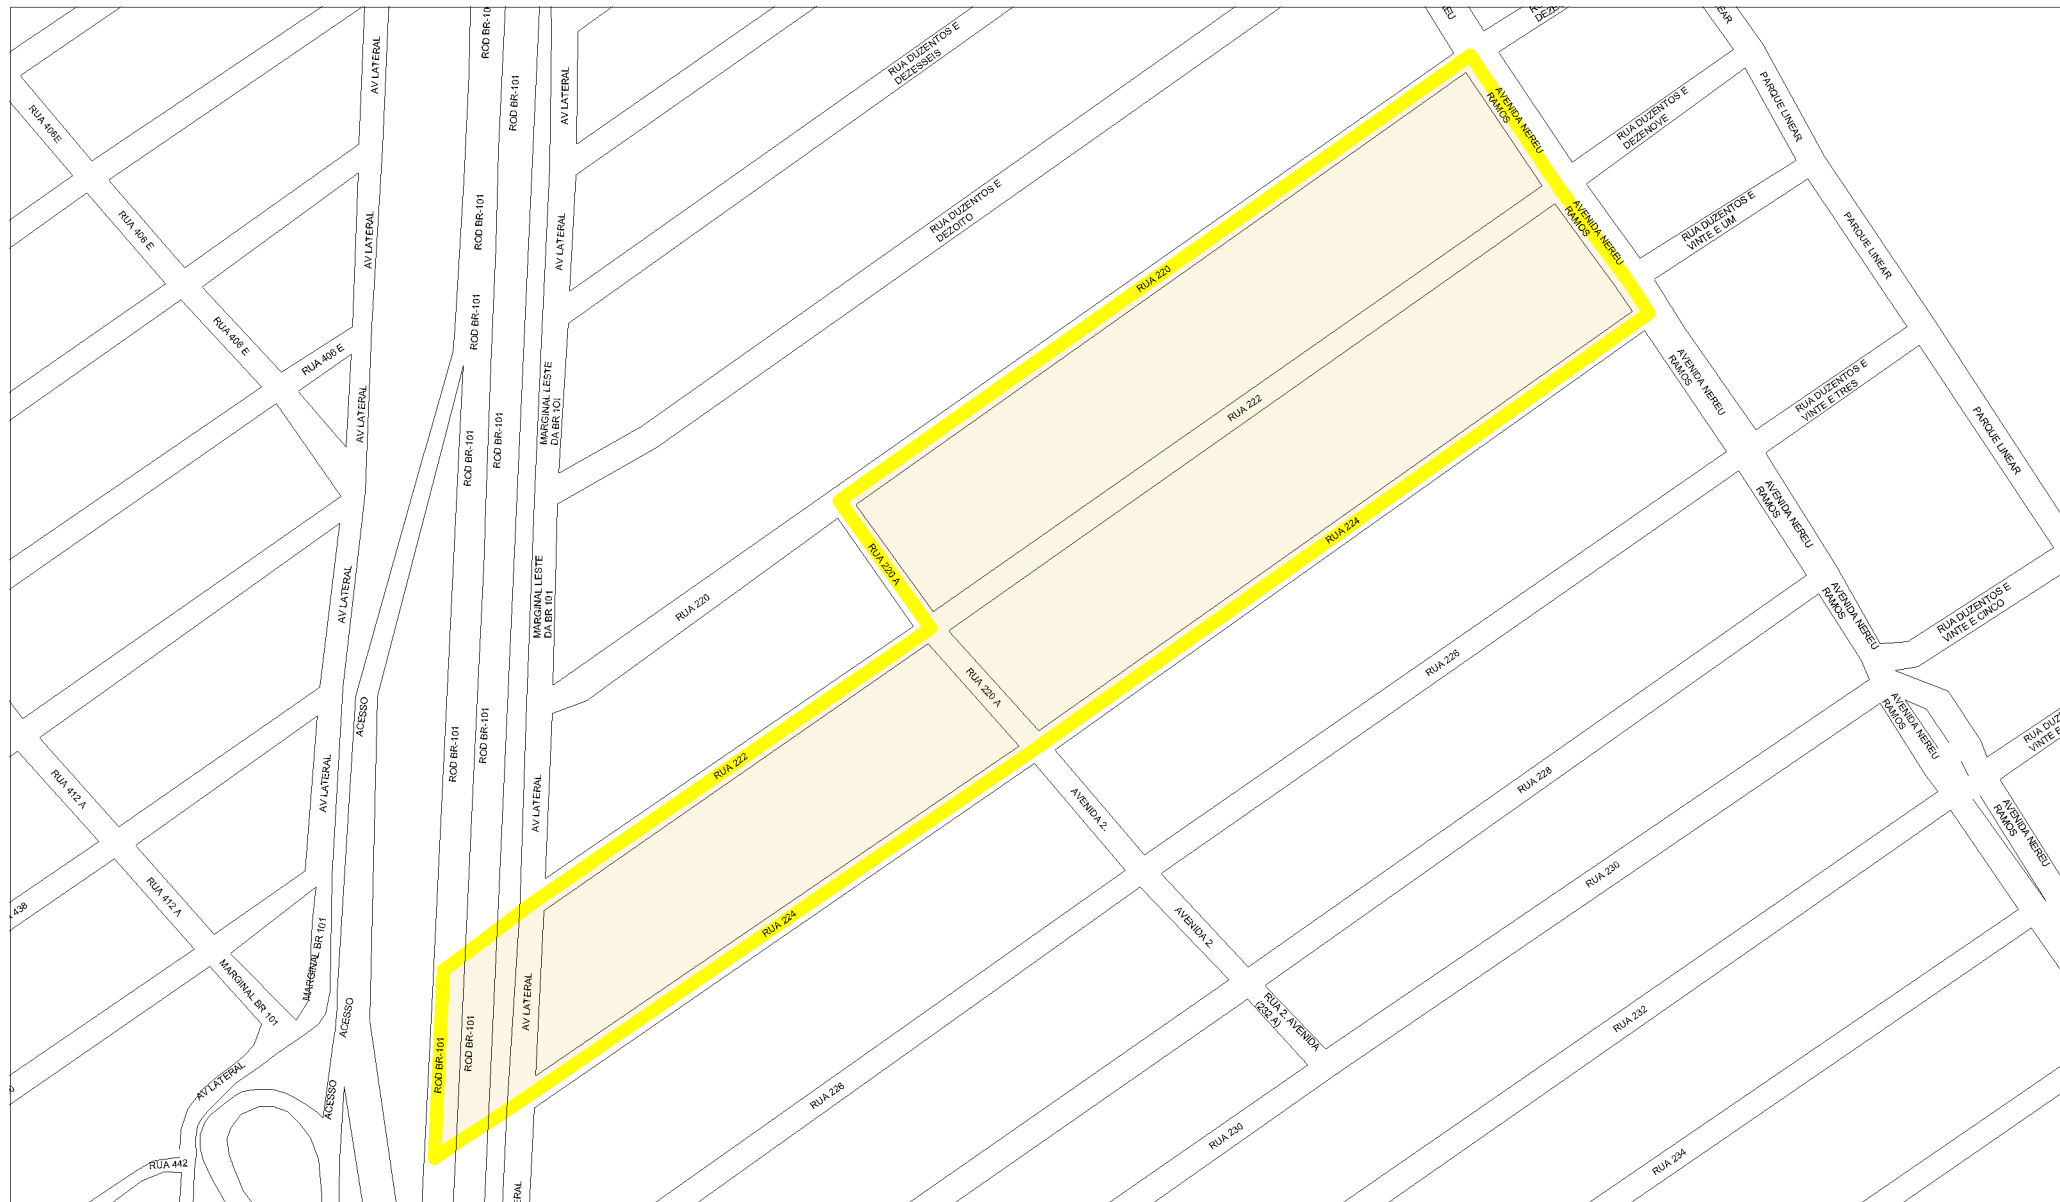 ROD BR-10
RUA DUZENTOS E
DEZESSEIS
AV LATERAL
ROD BR-101
AV LATERAL
RUA 406E
AVENIDA NEREU
RAMOS
RUA DUZENTOS E
DEZENOVE
PARQUE LINEAR
RUA 406 E
AV LATERAL
ROD BR-101
AV LATERAL
RUA DUZENTOS E
DEZOITO
AVENIDA NEREU
RAMOS
RUA DUZENTOS E
VINTE E UM
PARQUE LINEAR
RUA 220
RUA 406 E
RUA 406 E
ROD BR-101
AV LATERAL
ROD BR-101
ROD BR-101
MARGINAL LESTE
DA BR 101
RUA 222
AVENIDA NEREU
RAMOS
RUA DUZENTOS E
VINTE E TRES
PARQUE LINEAR
RUA 224
AVENIDA NEREU
RAMOS
AV LATERAL
MARGINAL LESTE
DA BR 101
RUA 220 A
RUA 220
AVENIDA NEREU
RAMOS
RUA DUZENTOS E
VINTE E CINCO
RUA 226
RUA 220 A
ACESSO
ROD BR-101
ROD BR-101
AVENIDA NEREU
RAMOS
RUA DUZ
VINTE E
RUA 412 A
AV LATERAL
AV LATERAL
RUA 222
AVENIDA 2.
RUA 228
AVENIDA NEREU
RAMOS
RUA 230
RUA 412 A
438
RUA 224
AVENIDA 2.
MARGINAL BR 101
MARGINAL BR 101
ACESSO
AV LATERAL
ROD BR-101
ROD BR-101
RUA 2. AVENIDA
(232 A)
RUA 232
AV LATERAL
ACESSO
RUA 226
RUA 230
RUA 234
RUA 442
ERAL